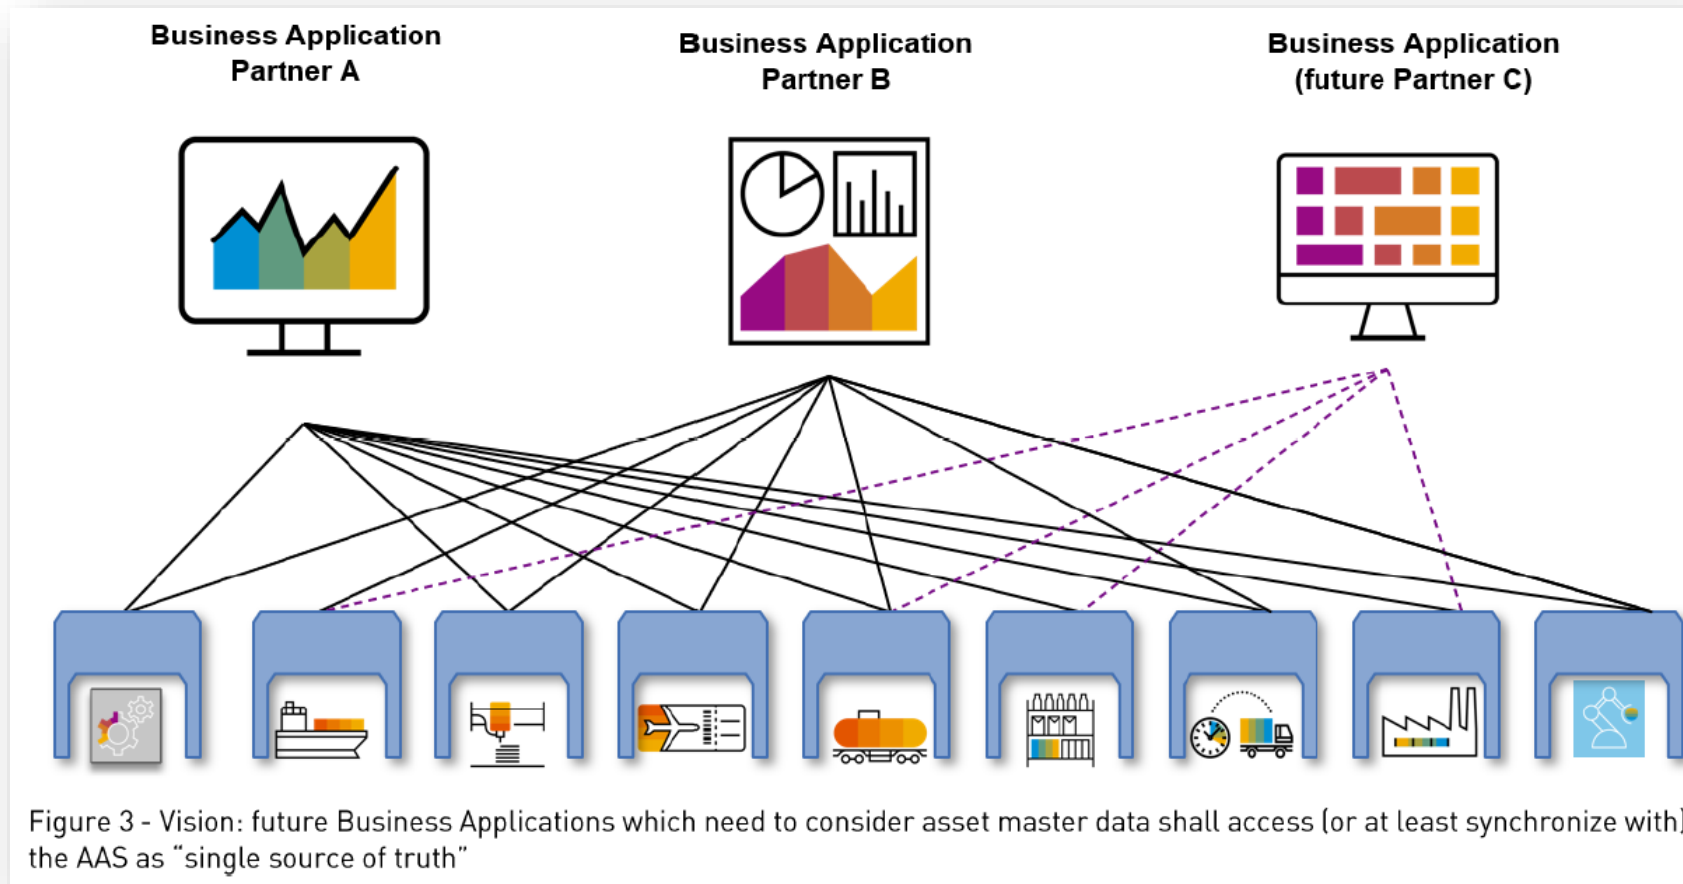 Business Application
Partner A
Business Application
Partner B
Business Application
(future Partner C)
Figure 3 - Vision: future Business Applications which need to consider asset master data shall access (or at least synchronize with)
the AAS as “single source of truth”